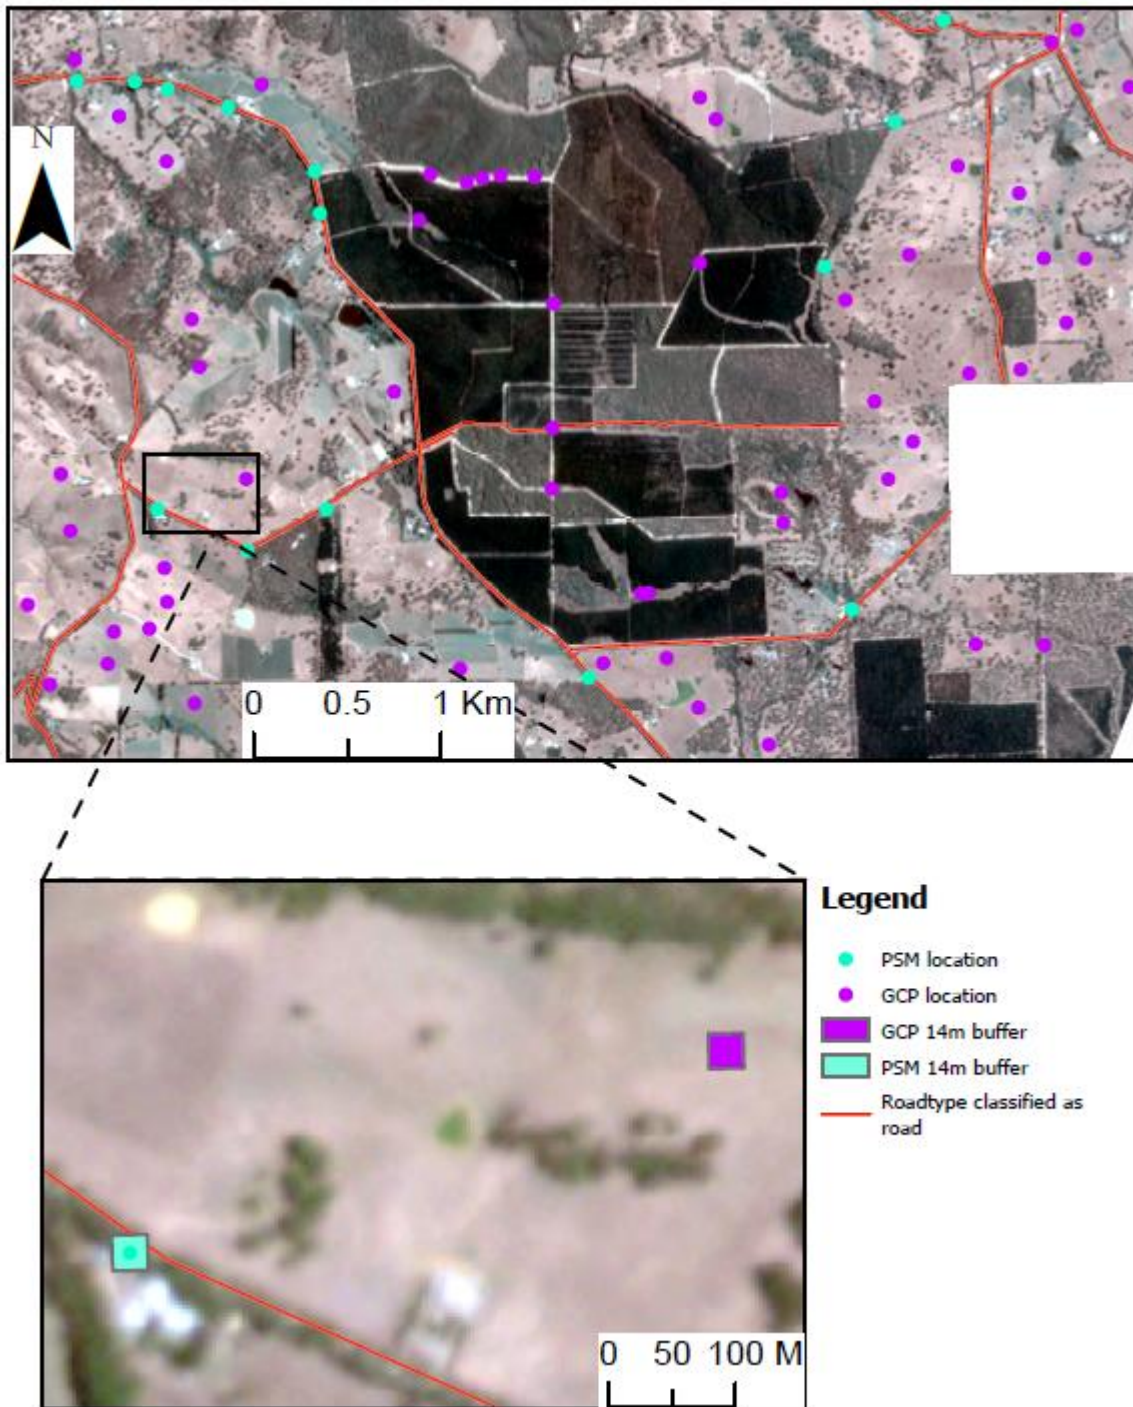 N
0 0.5 1 Km
Legend
PSM location
GCP location
GCP 14m buffer
PSM 14m buffer
Roadtype classified as
road
0 50 100 M